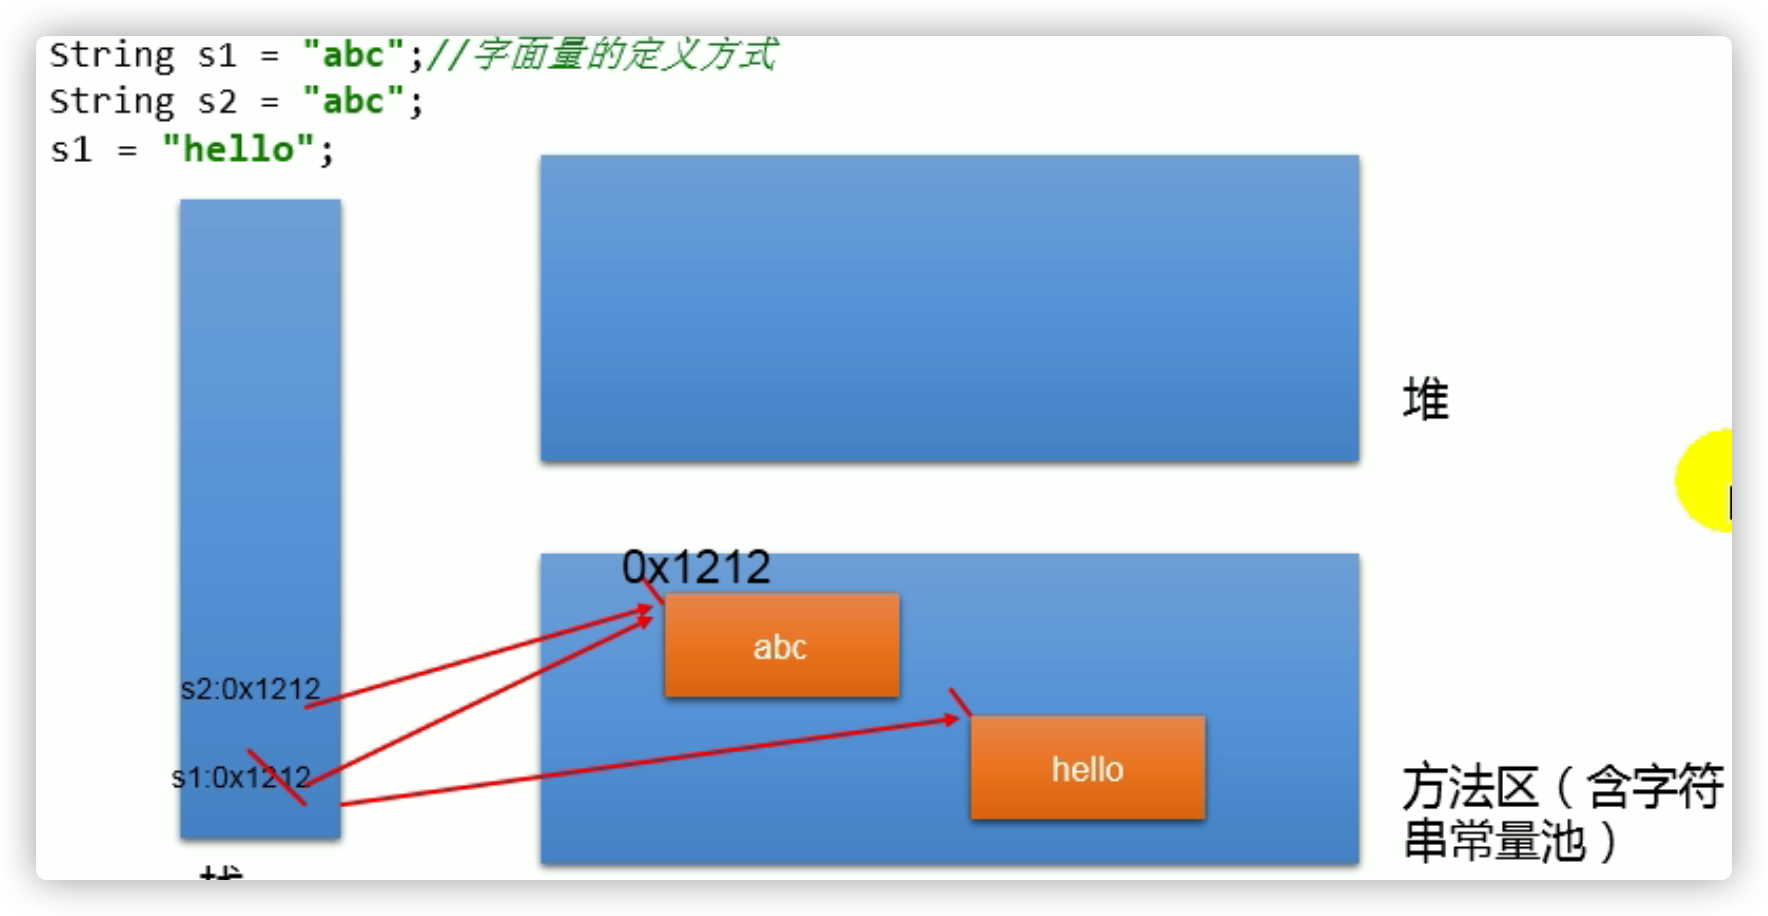 String s1 = "abc";//字面量的定义方式
String s2 = "abc";
s1 = "hello";
堆
0x1212
abc
s2:0x1212
s1:0x1212
hello
方法区（含字符
串常量池）